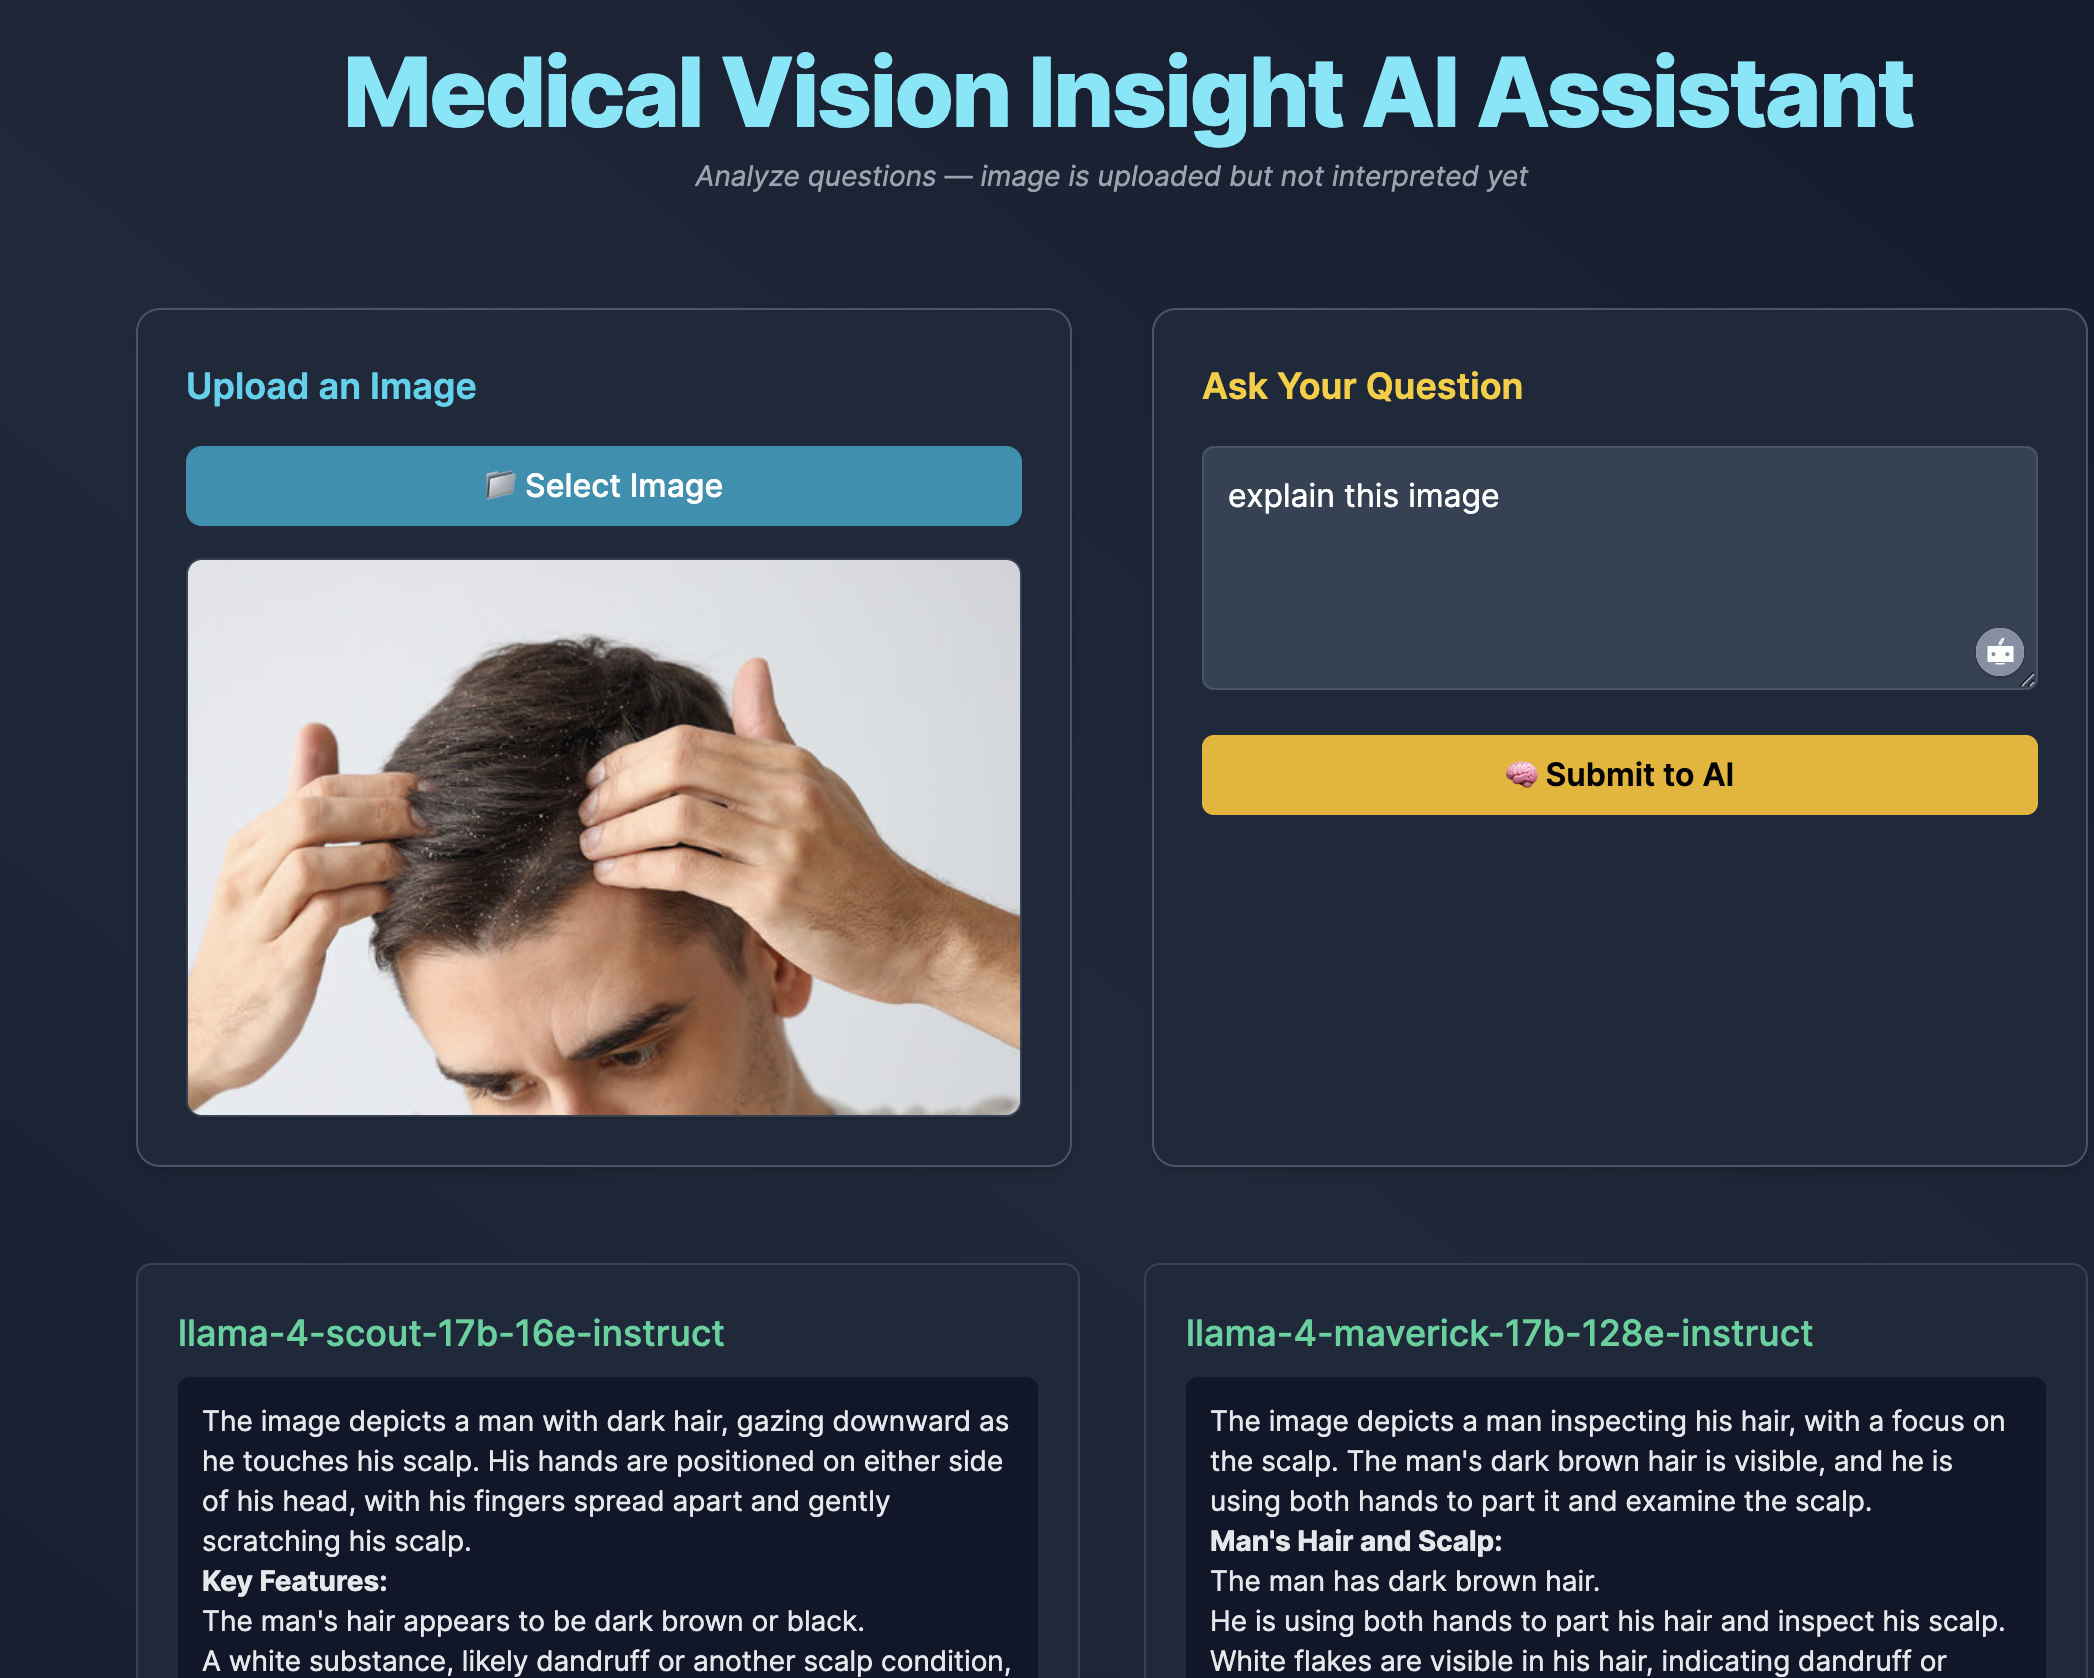 Medical Vision Insight AI Assistant
Analyze questions — image is uploaded but not interpreted yet
Upload an Image
Select Image
Ask Your Question
explain this image
Submit to AI
llama-4-scout-17b-16e-instruct
The image depicts a man with dark hair, gazing downward as
he touches his scalp. His hands are positioned on either side
of his head, with his fingers spread apart and gently
scratching his scalp.
Key Features:
The man's hair appears to be dark brown or black.
A white substance, likely dandruff or another scalp condition,
llama-4-maverick-17b-128e-instruct
The image depicts a man inspecting his hair, with a focus on
the scalp. The man's dark brown hair is visible, and he is
using both hands to part it and examine the scalp.
Man's Hair and Scalp:
The man has dark brown hair.
He is using both hands to part his hair and inspect his scalp.
White flakes are visible in his hair, indicating dandruff or